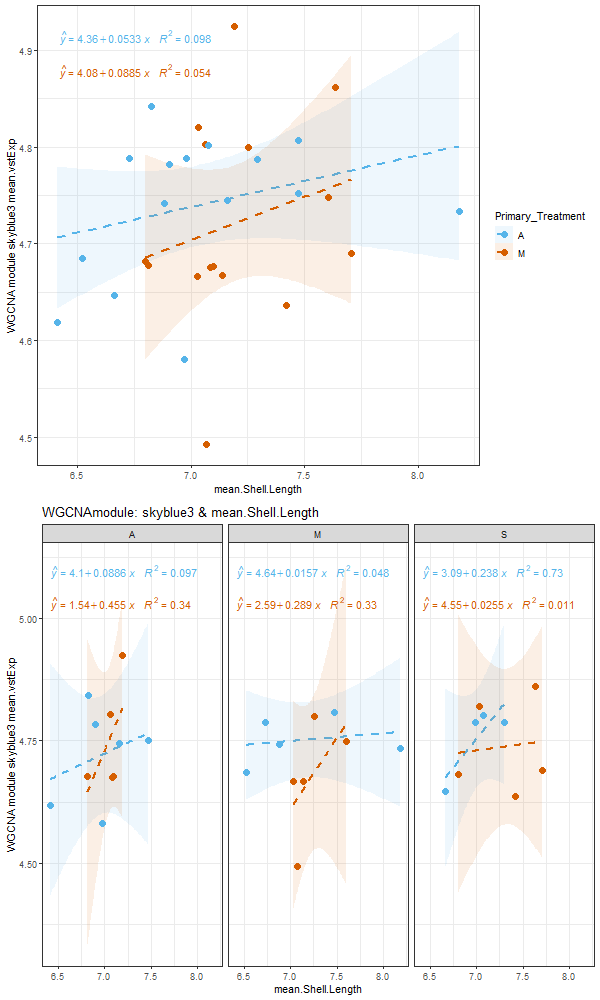 ŷ = 4.36 + 0.0533 x R² = 0.098
ŷ = 4.08 + 0.0885 x R² = 0.054
4.9
4.8
4.7
4.6
4.5
WGCNA module skyblue3 mean.vstExp
6.5 7.0 7.5 8.0
mean.Shell.Length
Primary_Treatment
A
M
WGCNAmodule: skyblue3 & mean.Shell.Length
A M S
ŷ = 4.1 + 0.0886 x R² = 0.097
ŷ = 1.54 + 0.455 x R² = 0.34
ŷ = 4.64 + 0.0157 x R² = 0.048
ŷ = 2.59 + 0.289 x R² = 0.33
ŷ = 3.09 + 0.238 x R² = 0.73
ŷ = 4.55 + 0.0255 x R² = 0.011
5.00
4.75
4.50
WGCNA module skyblue3 mean.vstExp
6.5 7.0 7.5 8.0 6.5 7.0 7.5 8.0 6.5 7.0 7.5 8.0
mean.Shell.Length